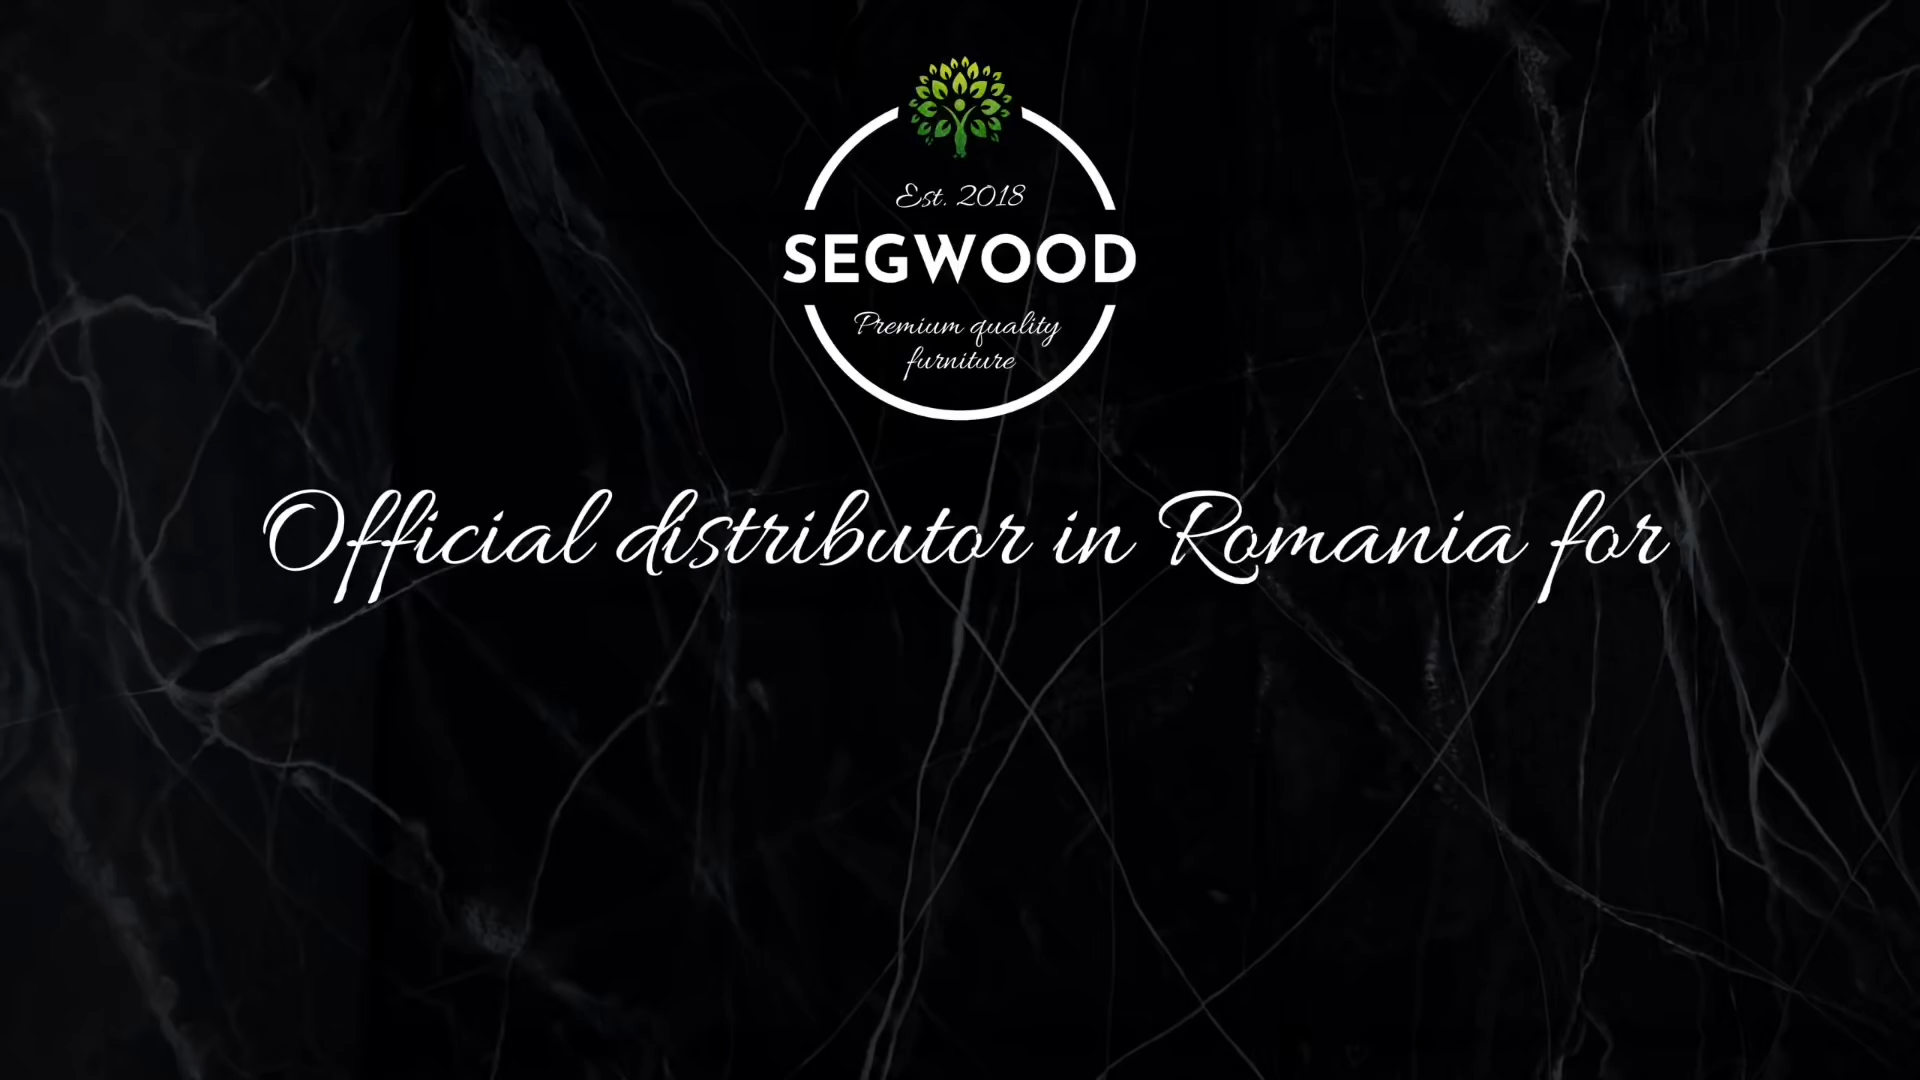 Est. 2018
SEGWOOD
Premium quality
furniture
Official distributor in Romania for